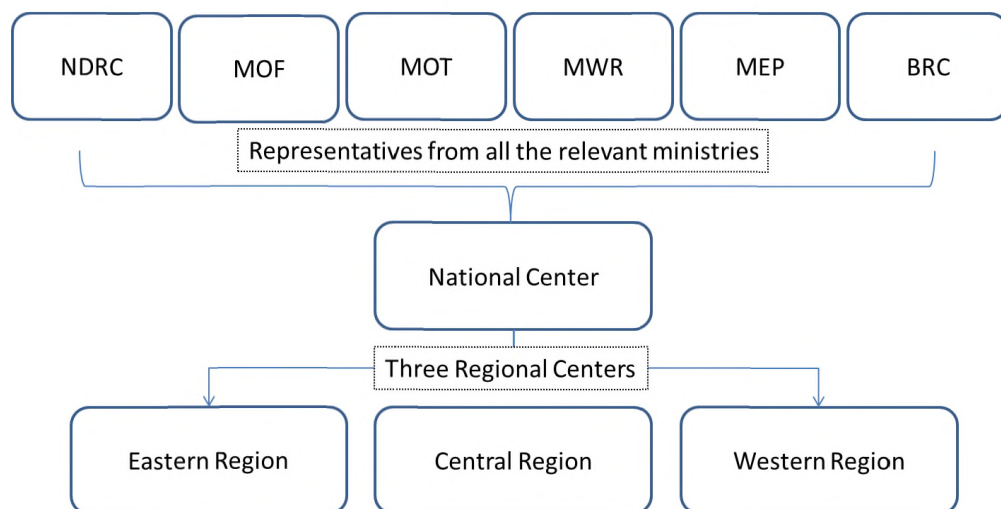 NDRC
MOF
MOT
MWR
MEP
BRC
Representatives from all the relevant ministries
National Center
Three Regional Centers
Eastern Region
Central Region
Western Region